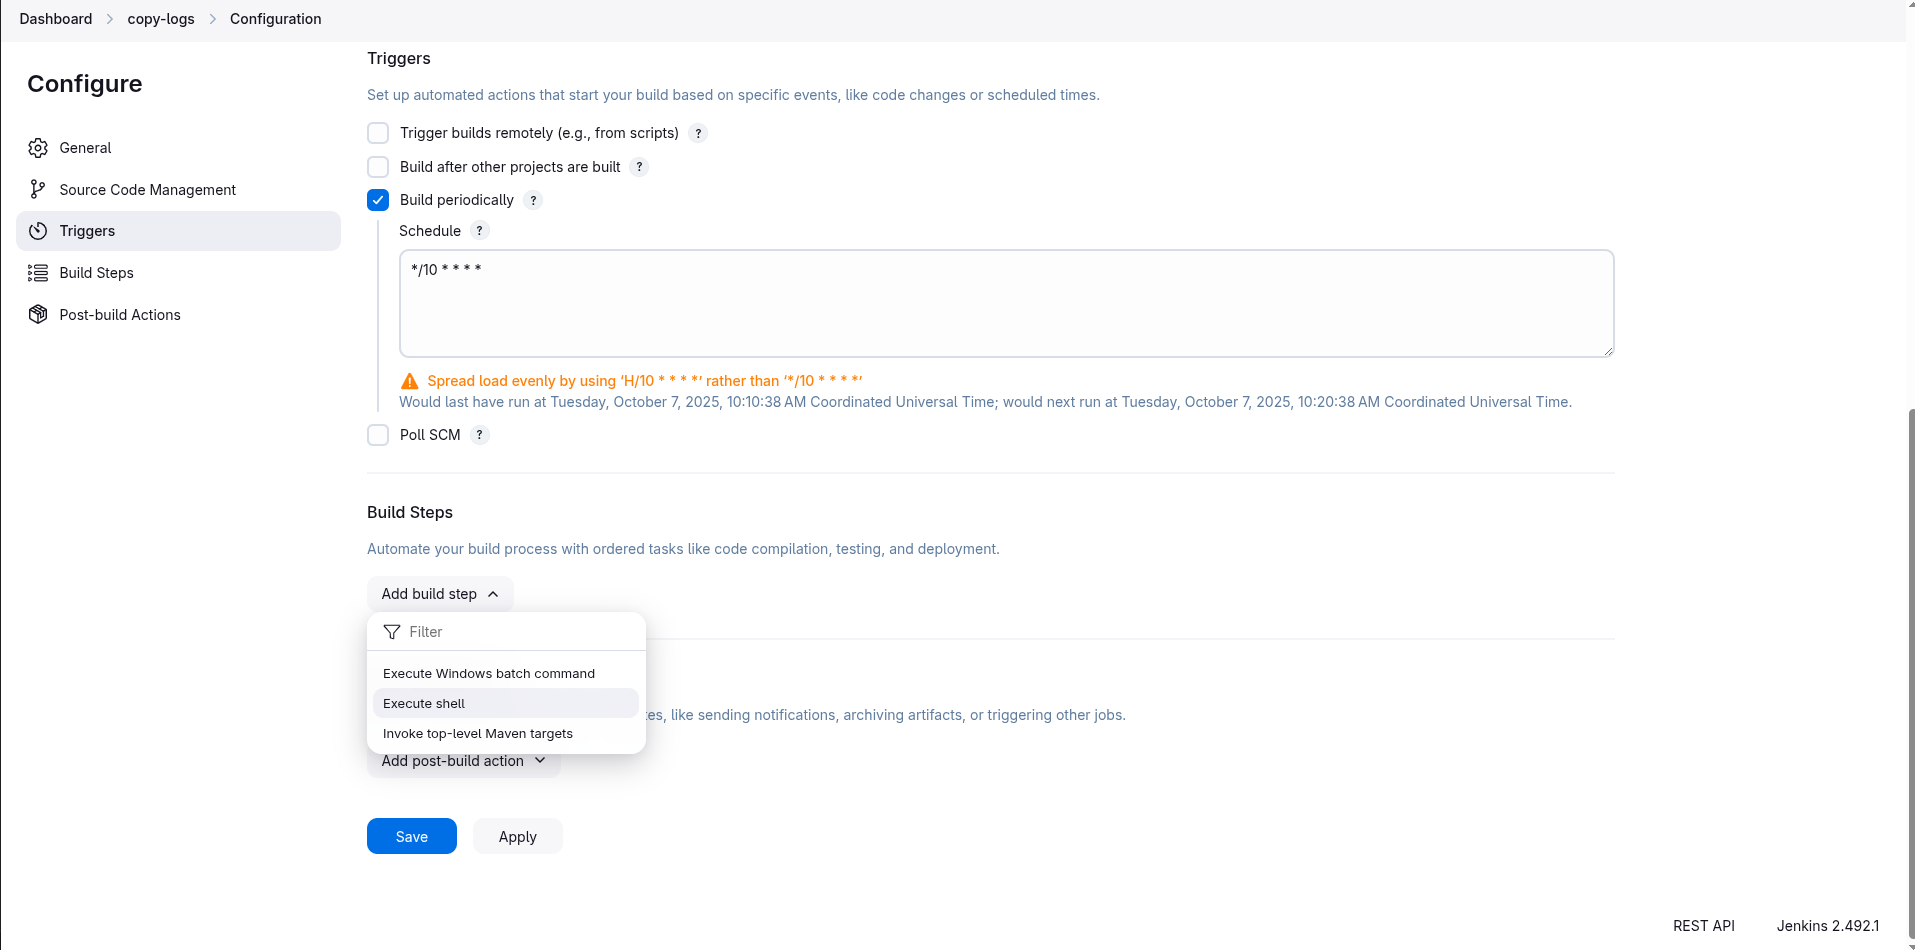 Dashboard > copy-logs > Configuration
Configure
General
Source Code Management
Triggers
Build Steps
Post-build Actions
Triggers
Set up automated actions that start your build based on specific events, like code changes or scheduled times.
Trigger builds remotely (e.g., from scripts) ?
Build after other projects are built ?
Build periodically ?
Schedule ?
*/10 * * * *
Spread load evenly by using ‘H/10 * * * *’ rather than ‘*/10 * * * *’
Would last have run at Tuesday, October 7, 2025, 10:10:38 AM Coordinated Universal Time; would next run at Tuesday, October 7, 2025, 10:20:38 AM Coordinated Universal Time.
Poll SCM ?
Build Steps
Automate your build process with ordered tasks like code compilation, testing, and deployment.
Add build step
Filter
Execute Windows batch command
Execute shell
Invoke top-level Maven targets
like sending notifications, archiving artifacts, or triggering other jobs.
Add post-build action
Save
Apply
REST API
Jenkins 2.492.1